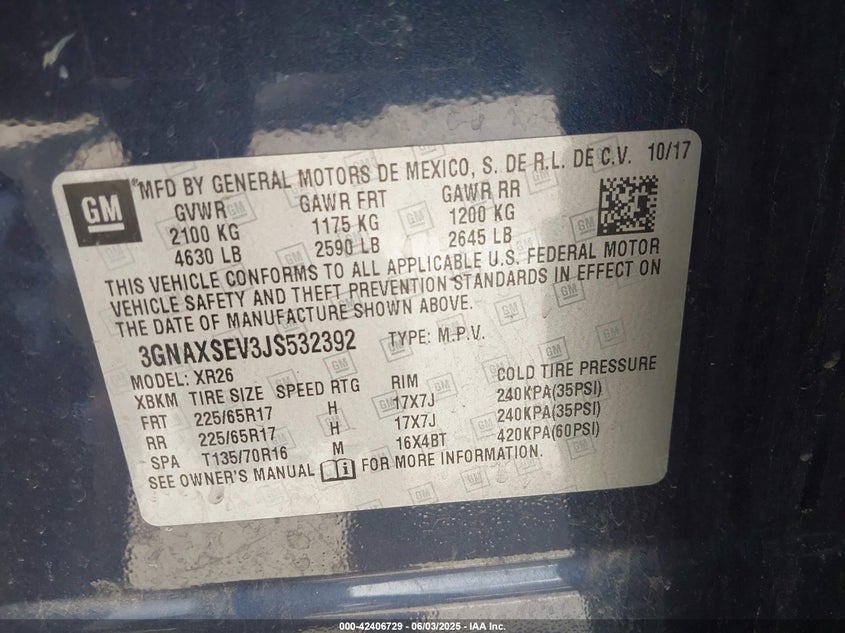 GM
MFD BY GENERAL MOTORS DE MEXICO, S. DE R.L. DE C.V. 10/17
GVWR GAWR FRT GAWR RR
2100 KG 1175 KG 1200 KG
4630 LB 2590 LB 2645 LB
THIS VEHICLE CONFORMS TO ALL APPLICABLE U.S. FEDERAL MOTOR
VEHICLE SAFETY AND THEFT PREVENTION STANDARDS IN EFFECT ON
THE DATE OF MANUFACTURE SHOWN ABOVE.
3GNAXSEV3JS532392 TYPE: M.P.V.
MODEL: XR26
XBKM TIRE SIZE SPEED RTG RIM COLD TIRE PRESSURE
FRT 225/65R17 H 17X7J 240KPA(35PSI)
RR 225/65R17 H 17X7J 240KPA(35PSI)
SPA T135/70R16 M 16X4BT 420KPA(60PSI)
SEE OWNER'S MANUAL FOR MORE INFORMATION.
000-42406729 - 06/03/2025 - IAA Inc.